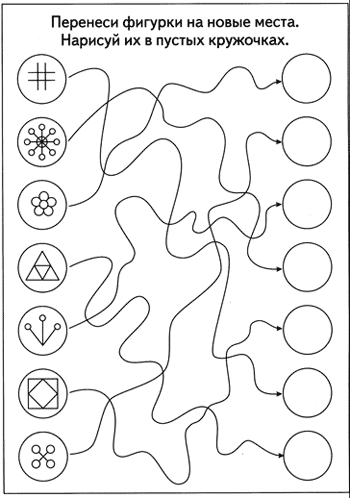 Перенеси фигурки на новые места.
Нарисуй их в пустых кружочках.